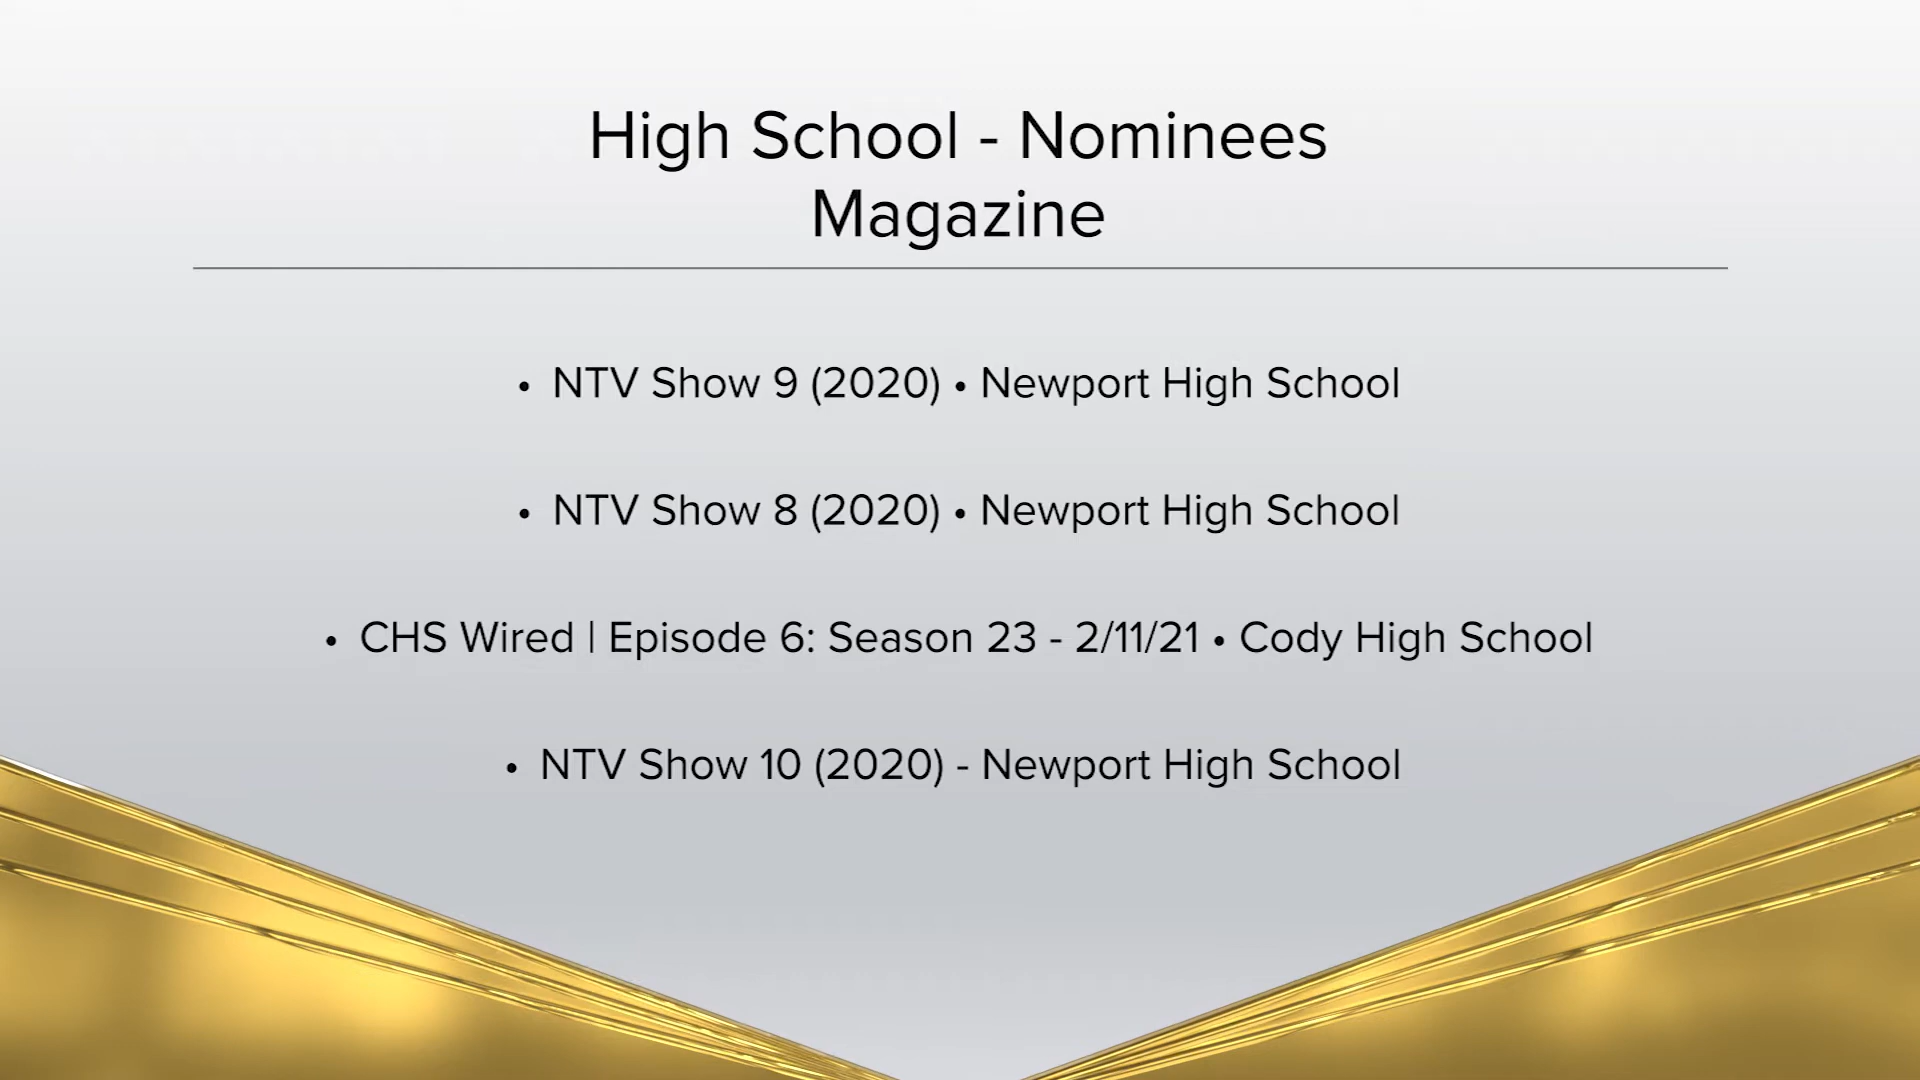 High School - Nominees
Magazine
• NTV Show 9 (2020) • Newport High School
• NTV Show 8 (2020) • Newport High School
• CHS Wired | Episode 6: Season 23 - 2/11/21 • Cody High School
• NTV Show 10 (2020) - Newport High School